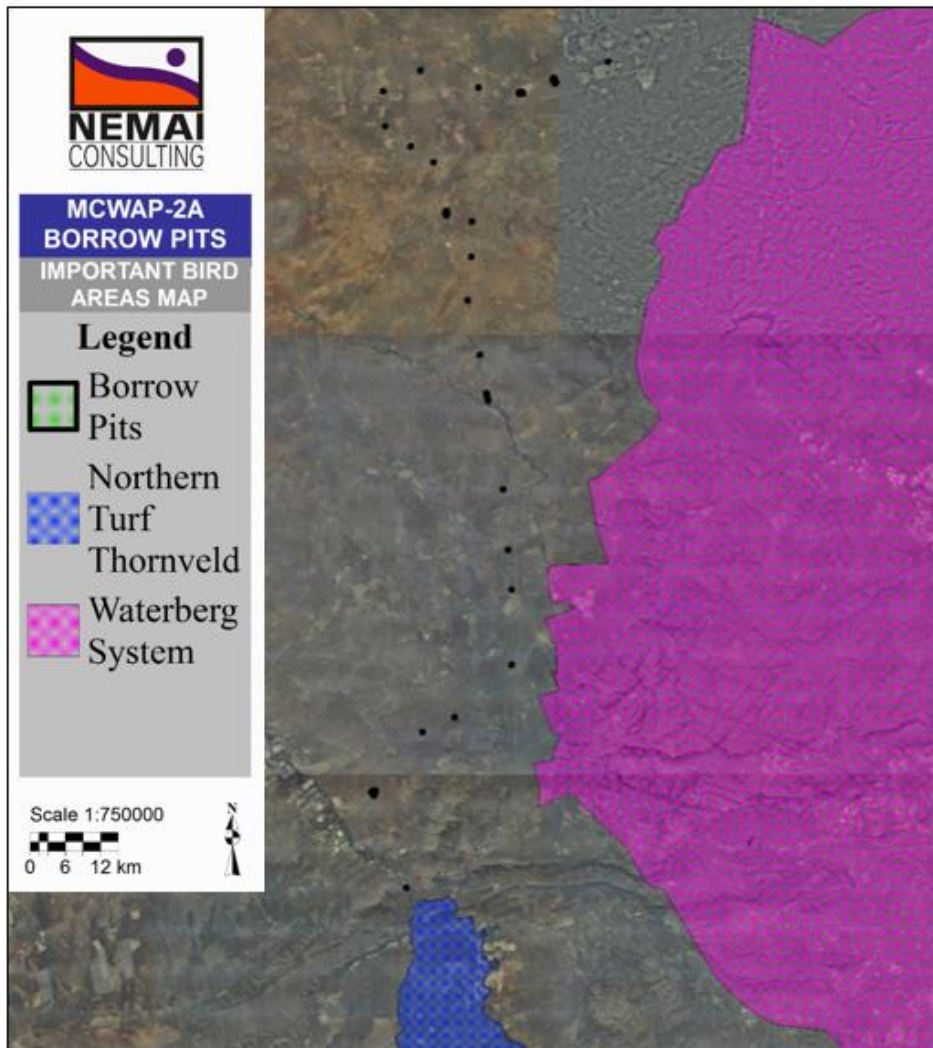 NEMAI
CONSULTING
MCWAP-2A
BORROW PITS
IMPORTANT BIRD
AREAS MAP
Legend
Borrow
Pits
Northern
Turf
Thornveld
Waterberg
System
Scale 1:750000
N
0 6 12 km